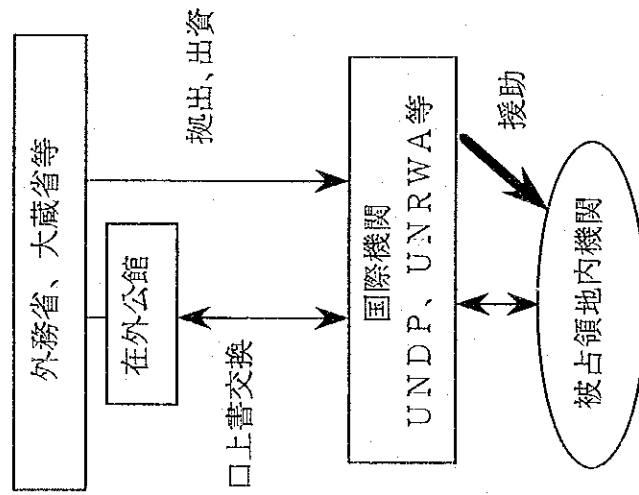 外務省、大蔵省等
在外公館
拠出、出資
口上書交換
国際機関
UNDP、UNRWA等
援助
被占領地内機関